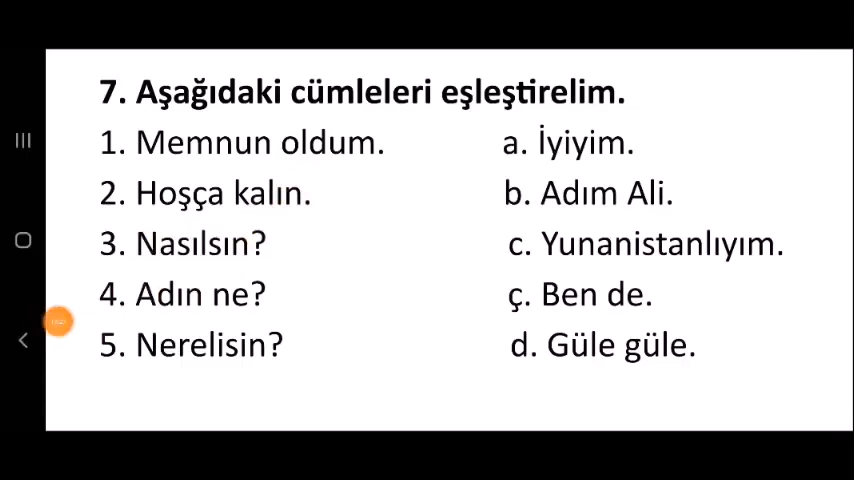 7. Aşağıdaki cümleleri eşleştirelim.
1. Memnun oldum. a. İyiyim.
2. Hoşça kalın. b. Adım Ali.
3. Nasılsın? c. Yunanistanlıyım.
4. Adın ne? ç. Ben de.
5. Nerelisin? d. Güle güle.